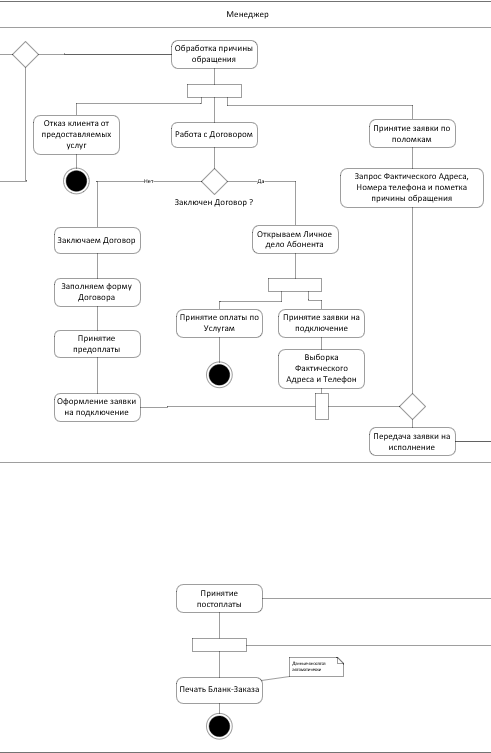 Менеджер
Обработка причины
обращения
Отказ клиента от
предоставляемых
услуг
Работа с Договором
Принятие заявки по
поломкам
Запрос Фактического Адреса,
Номера телефона и пометка
причины обращения
Нет
Да
Заключен Договор ?
Заключаем Договор
Открываем Личное
дело Абонента
Заполняем форму
Договора
Принятие оплаты по
Услугам
Принятие заявки на
подключение
Принятие
предоплаты
Выборка
Фактического
Адреса и Телефон
Оформление заявки
на подключение
Передача заявки на
исполнение
Принятие
постоплаты
Печать Бланк-Заказа